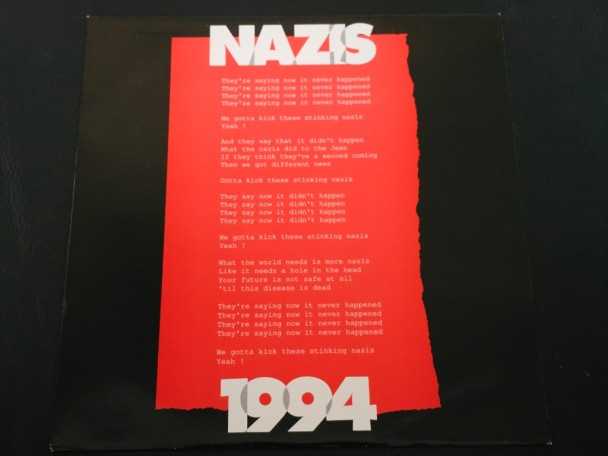 NAZIS
They're saying now it never happened
They're saying now it never happened
They're saying now it never happened
They're saying now it never happened
We gotta kick these stinking nazis
Yeah !
And they say that it didn't happen
What the nazis did to the Jews
If they think they've a second coming
Then we got different news
Gotta kick these stinking nazis
They say now it didn't happen
They say now it didn't happen
They say now it didn't happen
They say now it didn't happen
We gotta kick these stinking nazis
Yeah !
What the world needs is more nazis
Like it needs a hole in the head
Your future is not safe at all
'til this disease is dead
They're saying now it never happened
They're saying now it never happened
They're saying now it never happened
They're saying now it never happened
We gotta kick these stinking nazis
Yeah !
1994